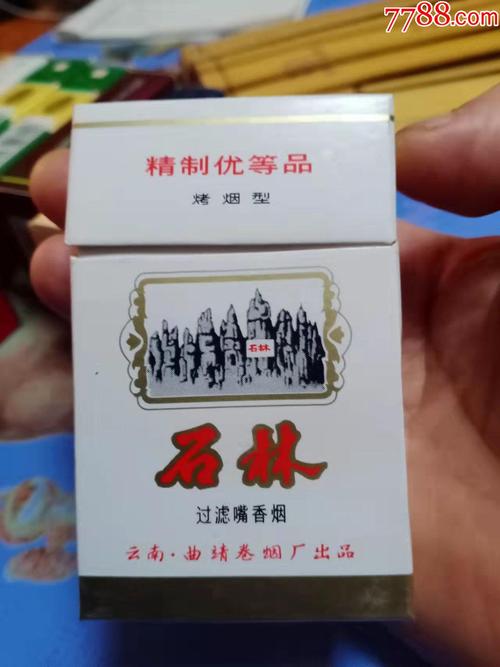 7788.com
精制优等品
烤烟型
石林
石林
过滤嘴香烟
云南·曲靖卷烟厂出品